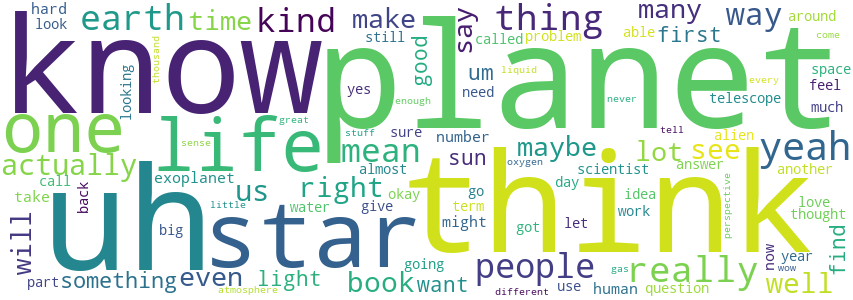 hard
look
earth
time
kind
make
say
thing
many
way
around
come
know
planet
still
good
called
problem
able
first
thousand
looking
yes
um
need
liquid
every
space
feel
telescope
much
enough
never
one
life
stuff
great
sense
mean
sure
number
maybe
lot
see
tell
yeah
alien
actually
almost
sun
oxygen
scientist
answer
another
take
call
back
exoplanet
us
right
okay
go
day
idea
perspective
love
thought
uh
star
think
water
give
term
might
got
let
work
little
big
will
part
something
even
light
going
book
want
people
really
find
now
year
wow
well
atmosphere
different
use
gas
human
question